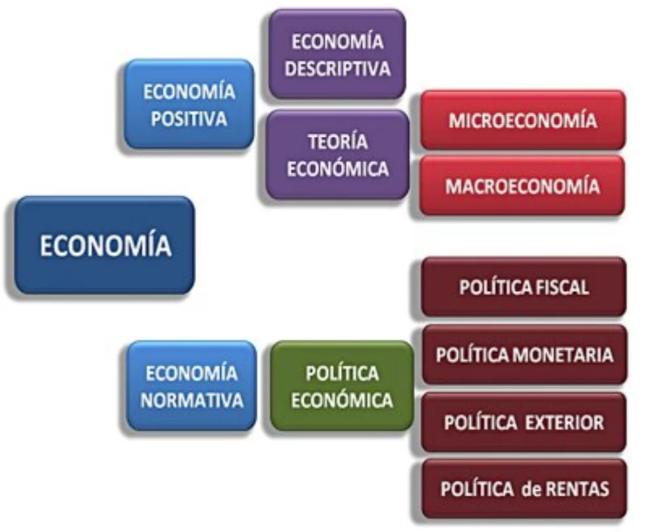 ECONOMÍA
DESCRIPTIVA
ECONOMÍA
POSITIVA
TEORÍA
ECONÓMICA
MICROECONOMÍA
MACROECONOMÍA
ECONOMÍA
POLÍTICA FISCAL
POLÍTICA MONETARIA
ECONOMÍA
NORMATIVA
POLÍTICA
ECONÓMICA
POLÍTICA EXTERIOR
POLÍTICA de RENTAS